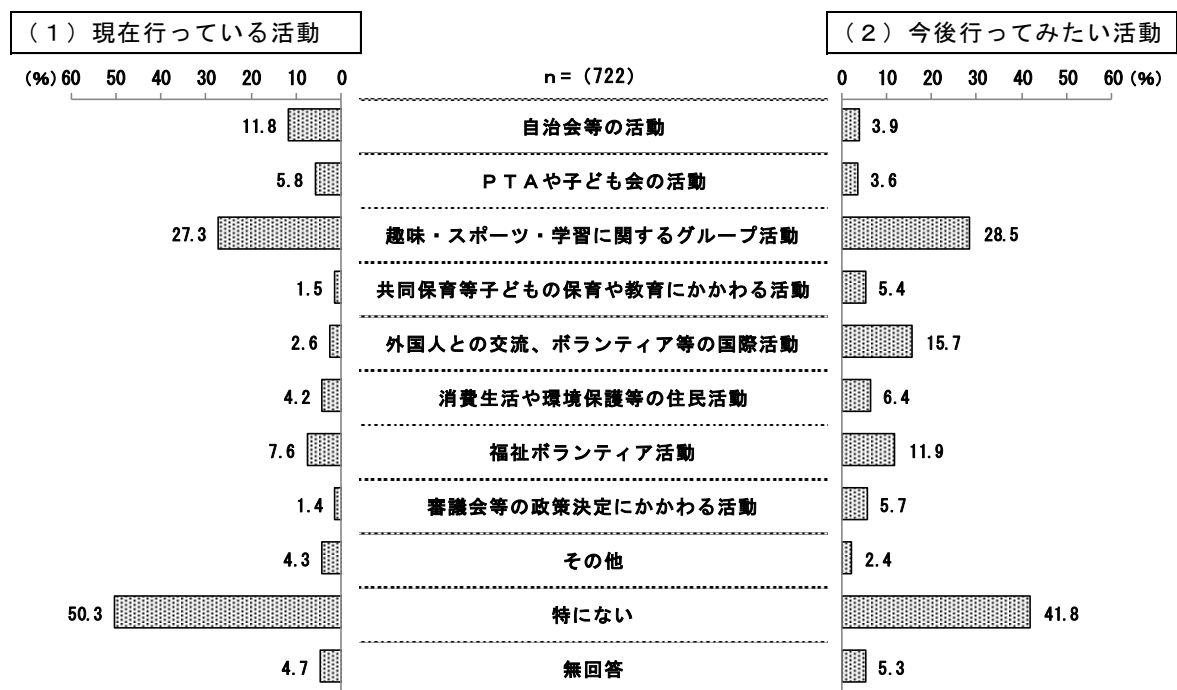 (1)現在行っている活動
(2)今後行ってみたい活動
(%) 60 50 40 30 20 10 0
n=(722)
0 10 20 30 40 50 60 (%)
11.8 自治会等の活動 3.9
5.8 PTAや子ども会の活動 3.6
27.3 趣味・スポーツ・学習に関するグループ活動 28.5
1.5 共同保育等子どもの保育や教育にかかわる活動 5.4
2.6 外国人との交流、ボランティア等の国際活動 15.7
4.2 消費生活や環境保護等の住民活動 6.4
7.6 福祉ボランティア活動 11.9
1.4 審議会等の政策決定にかかわる活動 5.7
4.3 その他 2.4
50.3 特にない 41.8
4.7 無回答 5.3